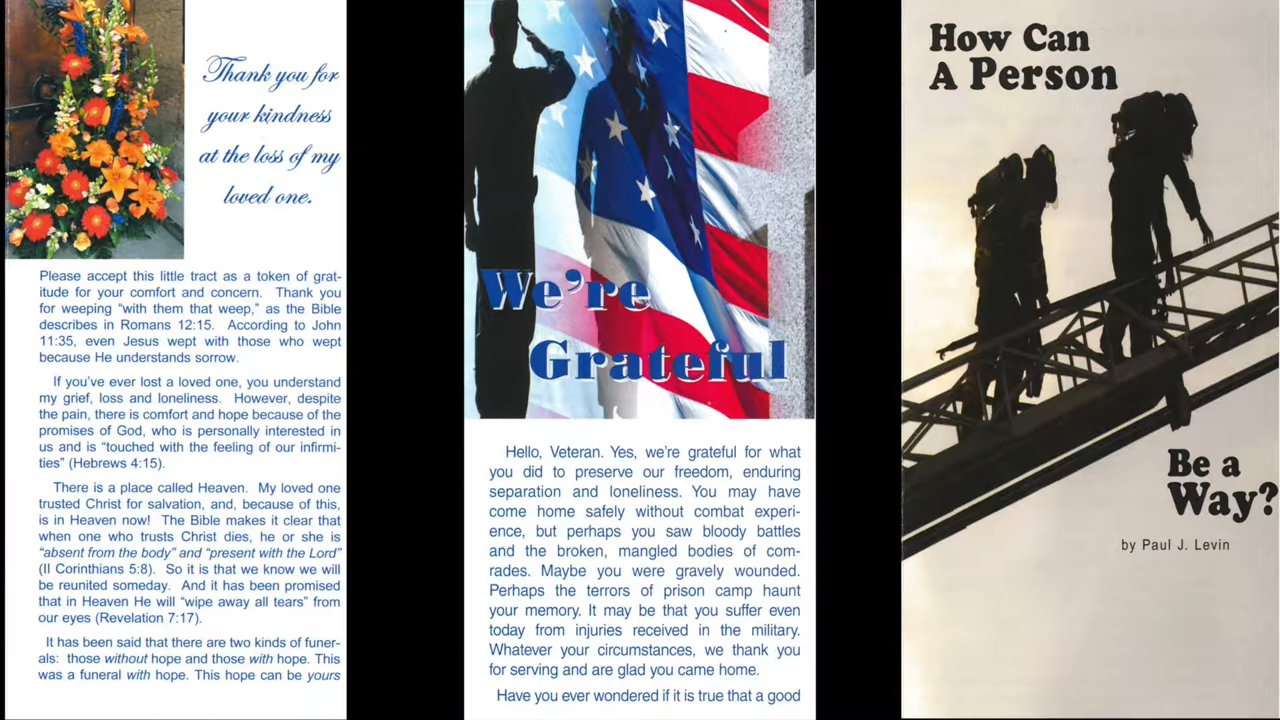 Thank you for
your kindness
at the loss of my
loved one.
Please accept this little tract as a token of grat-
itude for your comfort and concern. Thank you
for weeping “with them that weep,” as the Bible
describes in Romans 12:15. According to John
11:35, even Jesus wept with those who wept
because He understands sorrow.
If you’ve ever lost a loved one, you understand
my grief, loss and loneliness. However, despite
the pain, there is comfort and hope because of the
promises of God, who is personally interested in
us and is “touched with the feeling of our infirmi-
ties” (Hebrews 4:15).
There is a place called Heaven. My loved one
trusted Christ for salvation, and, because of this,
is in Heaven now! The Bible makes it clear that
when one who trusts Christ dies, he or she is
“absent from the body” and “present with the Lord”
(II Corinthians 5:8). So it is that we know we will
be reunited someday. And it has been promised
that in Heaven He will “wipe away all tears” from
our eyes (Revelation 7:17).
It has been said that there are two kinds of funer-
als: those without hope and those with hope. This
was a funeral with hope. This hope can be yours
We’re
Grateful
Hello, Veteran. Yes, we’re grateful for what
you did to preserve our freedom, enduring
separation and loneliness. You may have
come home safely without combat experi-
ence, but perhaps you saw bloody battles
and the broken, mangled bodies of com-
rades. Maybe you were gravely wounded.
Perhaps the terrors of prison camp haunt
your memory. It may be that you suffer even
today from injuries received in the military.
Whatever your circumstances, we thank you
for serving and are glad you came home.
Have you ever wondered if it is true that a good
How Can
A Person
Be a
Way?
by Paul J. Levin